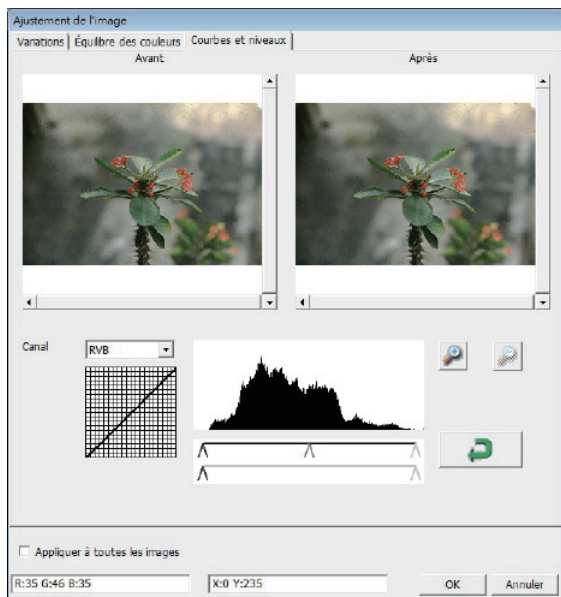 Ajustement de l'image
Variations Équilibre des couleurs Courbes et niveaux
Avant Après
Canal RVB
Appliquer à toutes les images
R:35 G:46 B:35 X:0 Y:235 OK Annuler